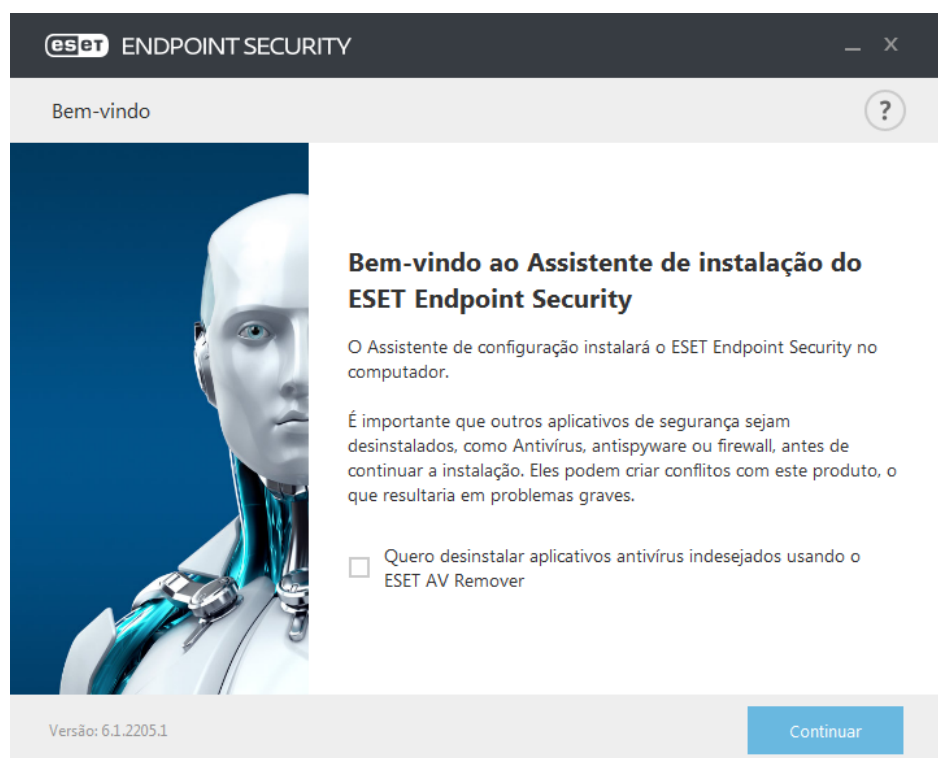 eset ENDPOINT SECURITY
Bem-vindo
?
Bem-vindo ao Assistente de instalação do
ESET Endpoint Security
O Assistente de configuração instalará o ESET Endpoint Security no
computador.
É importante que outros aplicativos de segurança sejam
desinstalados, como Antivírus, antispyware ou firewall, antes de
continuar a instalação. Eles podem criar conflitos com este produto, o
que resultaria em problemas graves.
Quero desinstalar aplicativos antivírus indesejados usando o
ESET AV Remover
Versão: 6.1.2205.1
Continuar